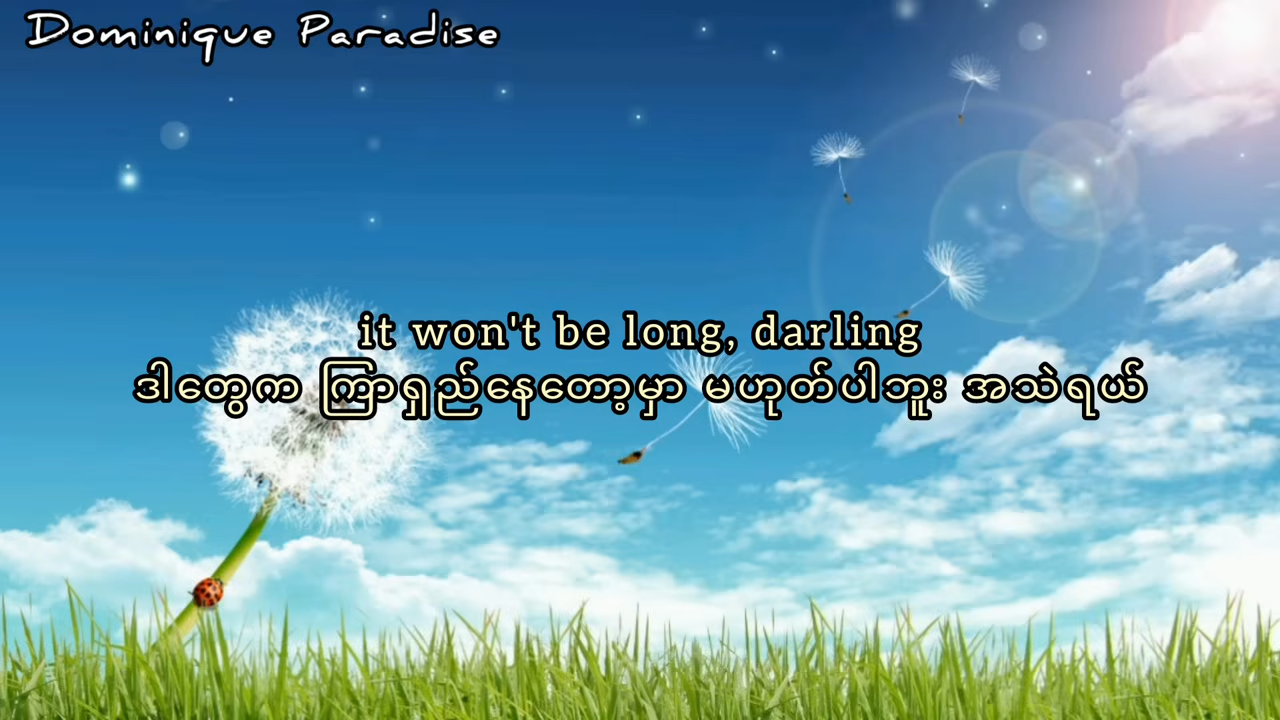 Dominique Paradise
it won't be long, darling
ဒါတွေက ကြာရှည်နေတော့မှာ မဟုတ်ပါဘူး အသဲရယ်